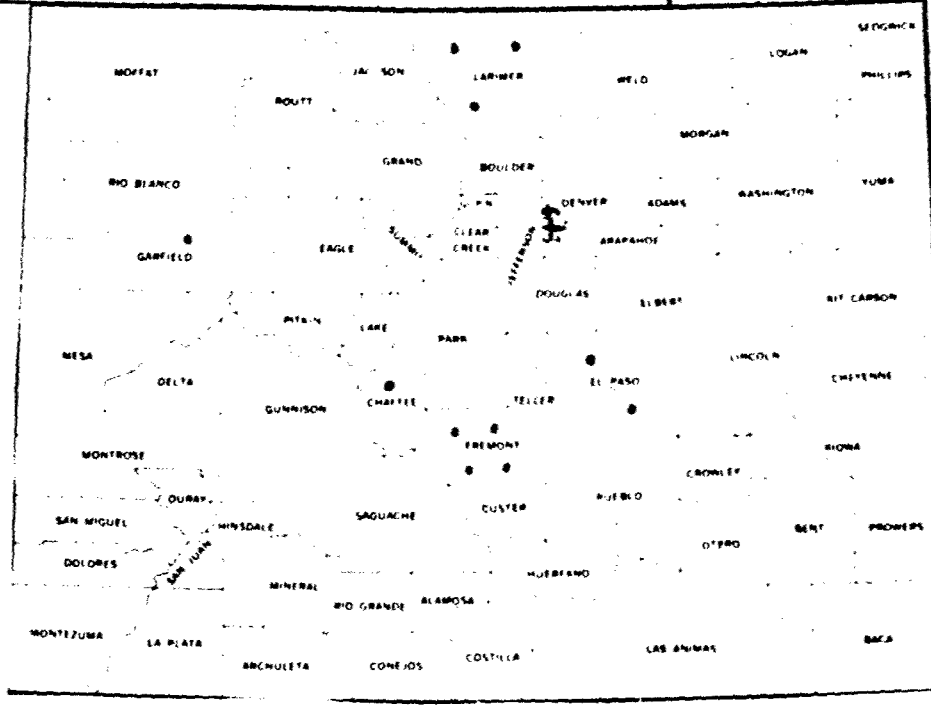 SEDGWICK
LOGAN
MOFFAT
JAC SON
LARIMER
WELD
PHILLIPS
ROUTT
MORGAN
GRAND
BOULDER
RIO BLANCO
WASHINGTON
YUMA
DENVER
ADAMS
CLEAR
CREEK
EAGLE
SUMMIT
JEFFERSON
ARAPAHOE
GARFIELD
DOUGLAS
ELBERT
KIT CARSON
PITKIN
LAKE
PARK
MESA
LINCOLN
DELTA
EL PASO
CHEYENNE
GUNNISON
CHAFFEE
TELLER
FREMONT
KIOWA
MONTROSE
CROWLEY
OURAY
CUSTER
PUEBLO
SAN MIGUEL
HINSDALE
SAGUACHE
BENT
PROWERS
DOLORES
SAN JUAN
OTERO
HUERFANO
MINERAL
RIO GRANDE
ALAMOSA
MONTEZUMA
LA PLATA
LAS ANIMAS
BACA
ARCHULETA
CONEJOS
COSTILLA